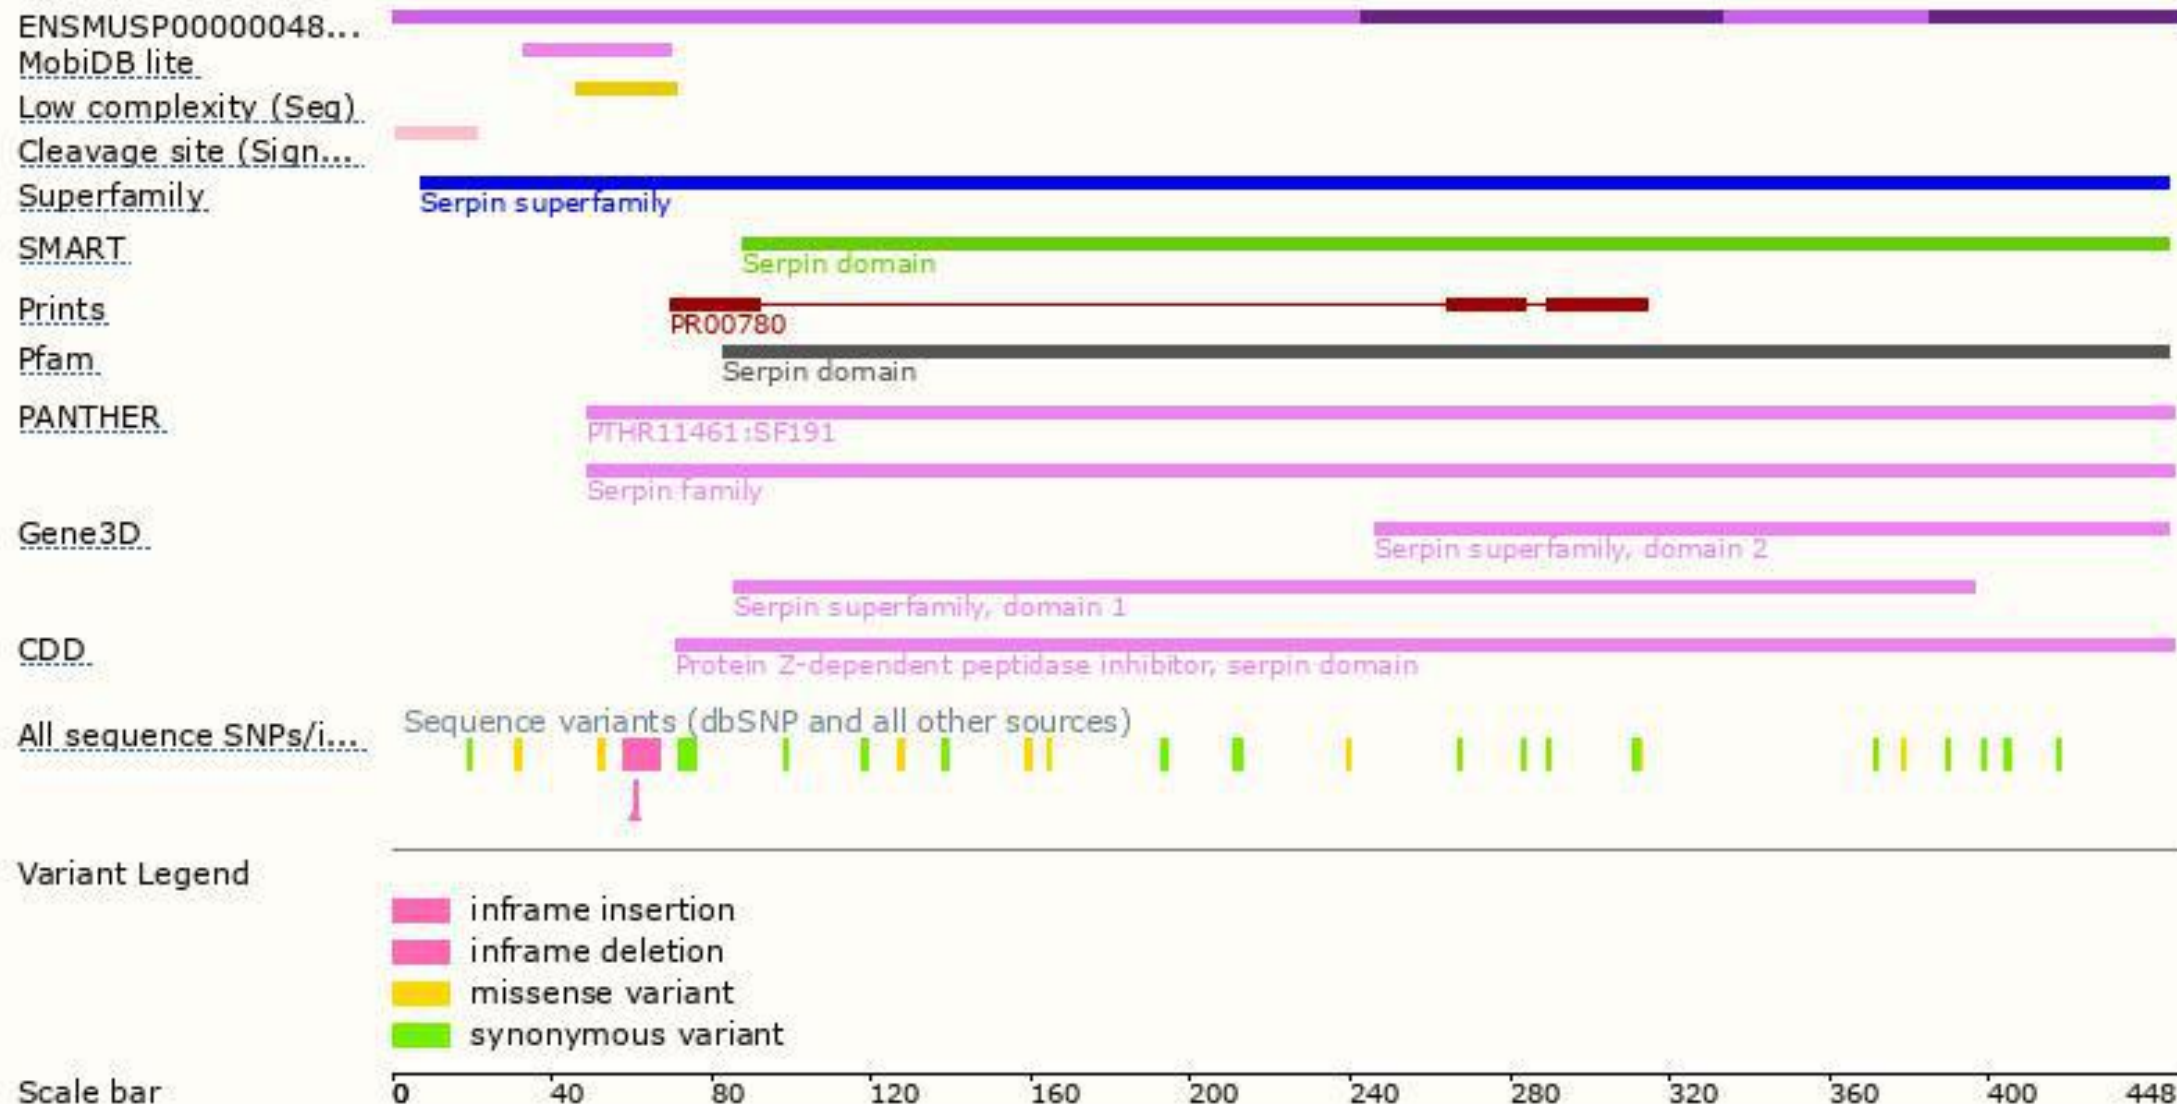 ENSMUSP00000048...
MobiDB lite
Low complexity (Seg)
Cleavage site (Sign...
Superfamily
Serpin superfamily
SMART
Serpin domain
Prints
PR00780
Pfam
Serpin domain
PANTHER
PTHR11461:SF191
Serpin family
Gene3D
Serpin superfamily, domain 2
Serpin superfamily, domain 1
CDD
Protein Z-dependent peptidase inhibitor, serpin domain
Sequence variants (dbSNP and all other sources)
All sequence SNPs/i...
Variant Legend
inframe insertion
inframe deletion
missense variant
synonymous variant
Scale bar 0 40 80 120 160 200 240 280 320 360 400 448